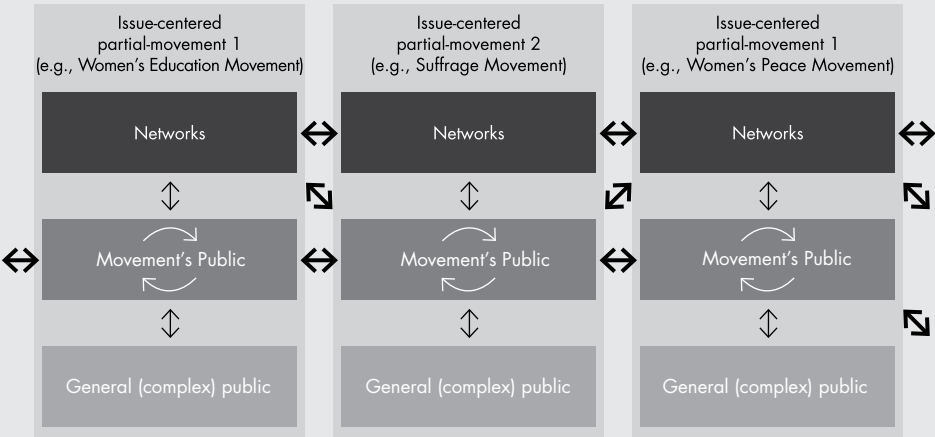 Issue-centered
partial-movement 1
(e.g., Women's Education Movement)
Networks
Movement's Public
General (complex) public
Issue-centered
partial-movement 2
(e.g., Suffrage Movement)
Networks
Movement's Public
General (complex) public
Issue-centered
partial-movement 1
(e.g., Women's Peace Movement)
Networks
Movement's Public
General (complex) public